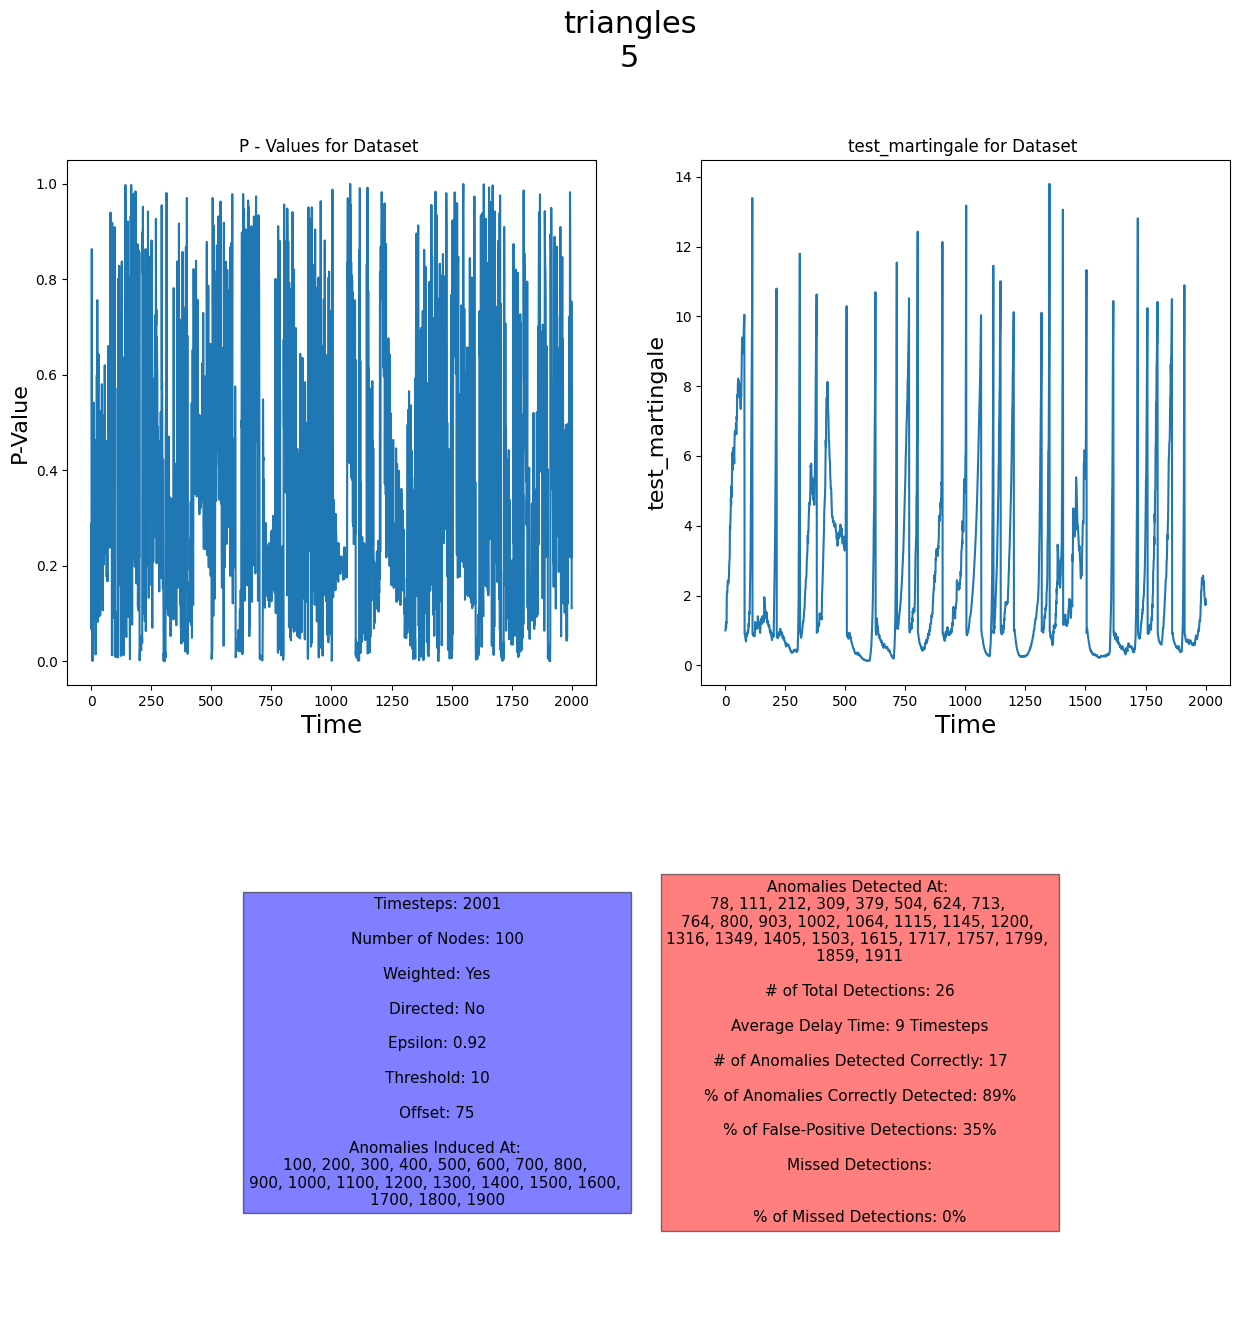 triangles
5
P - Values for Dataset
1.0
0.8
0.6
0.4
0.2
0.0
P-Value
0 250 500 750 1000 1250 1500 1750 2000
Time
test_martingale for Dataset
14
12
10
8
6
4
2
0
test_martingale
0 250 500 750 1000 1250 1500 1750 2000
Time
Timesteps: 2001
Number of Nodes: 100
Weighted: Yes
Directed: No
Epsilon: 0.92
Threshold: 10
Offset: 75
Anomalies Induced At:
100, 200, 300, 400, 500, 600, 700, 800,
900, 1000, 1100, 1200, 1300, 1400, 1500, 1600,
1700, 1800, 1900
Anomalies Detected At:
78, 111, 212, 309, 379, 504, 624, 713,
764, 800, 903, 1002, 1064, 1115, 1145, 1200,
1316, 1349, 1405, 1503, 1615, 1717, 1757, 1799,
1859, 1911
# of Total Detections: 26
Average Delay Time: 9 Timesteps
# of Anomalies Detected Correctly: 17
% of Anomalies Correctly Detected: 89%
% of False-Positive Detections: 35%
Missed Detections:
% of Missed Detections: 0%